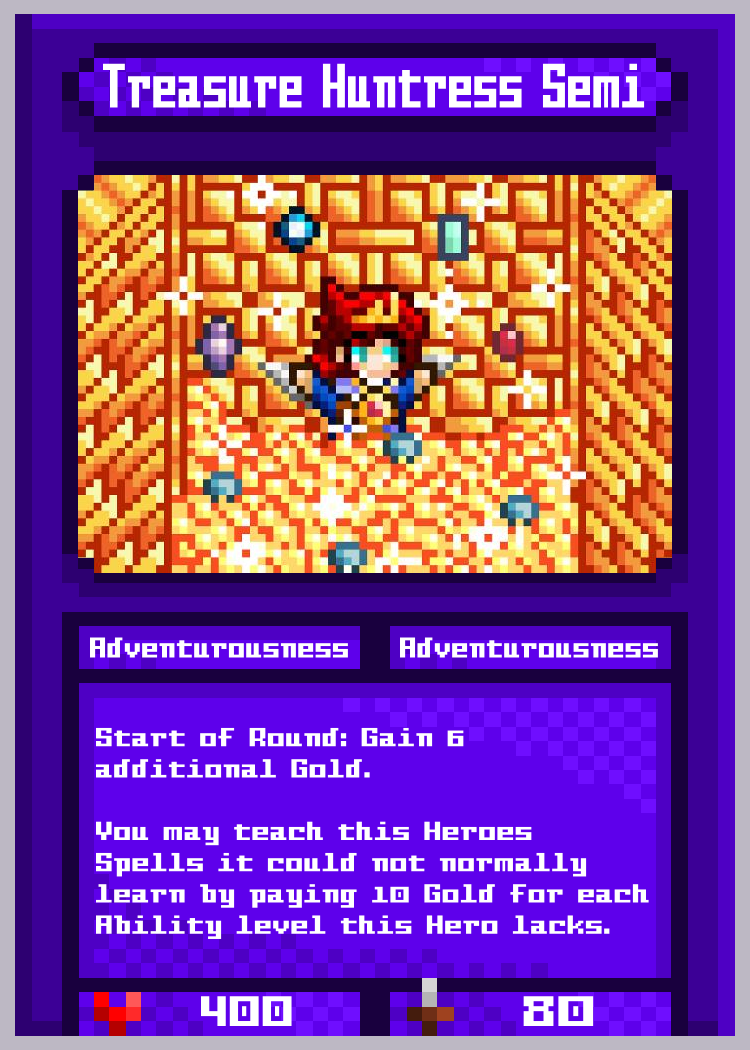 Treasure Huntress Semi
Adventurousness
Adventurousness
Start of Round: Gain 6
additional Gold.
You may teach this Heroes
Spells it could not normally
learn by paying 10 Gold for each
Ability level this Hero lacks.
400
80